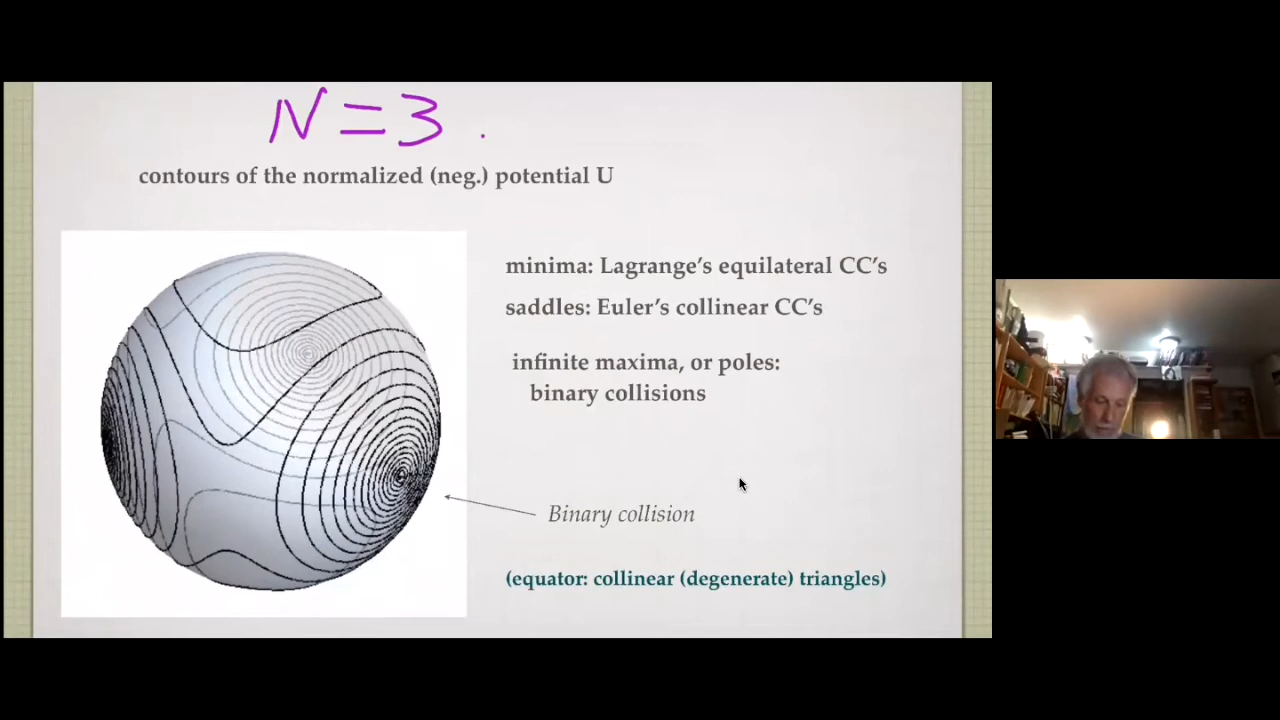 N = 3 .
contours of the normalized (neg.) potential U
minima: Lagrange's equilateral CC's
saddles: Euler's collinear CC's
infinite maxima, or poles:
binary collisions
Binary collision
(equator: collinear (degenerate) triangles)